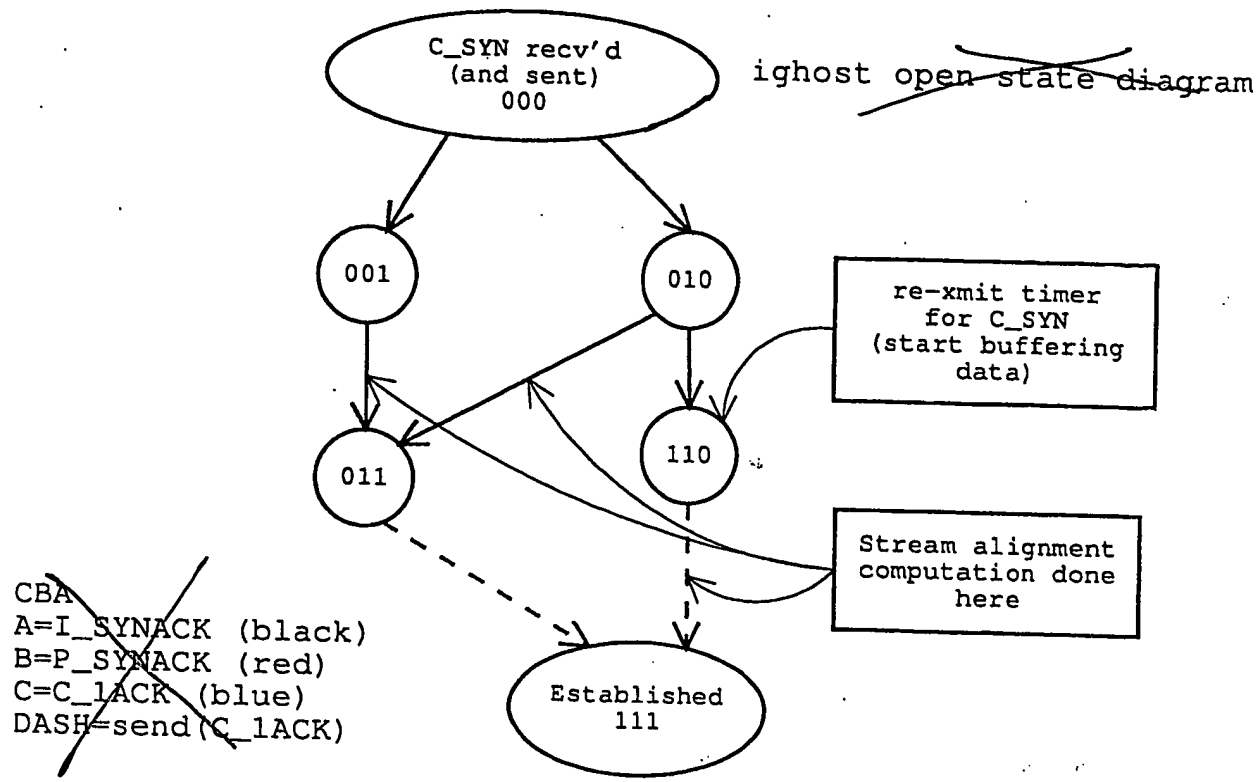 C_SYN recv'd
(and sent)
000
ighost open state diagram
001
010
re-xmit timer
for C_SYN
(start buffering
data)
011
110
Stream alignment
computation done
here
CBA
A=I_SYNACK (black)
B=P_SYNACK (red)
C=C_1ACK (blue)
DASH=send(C_1ACK)
Established
111